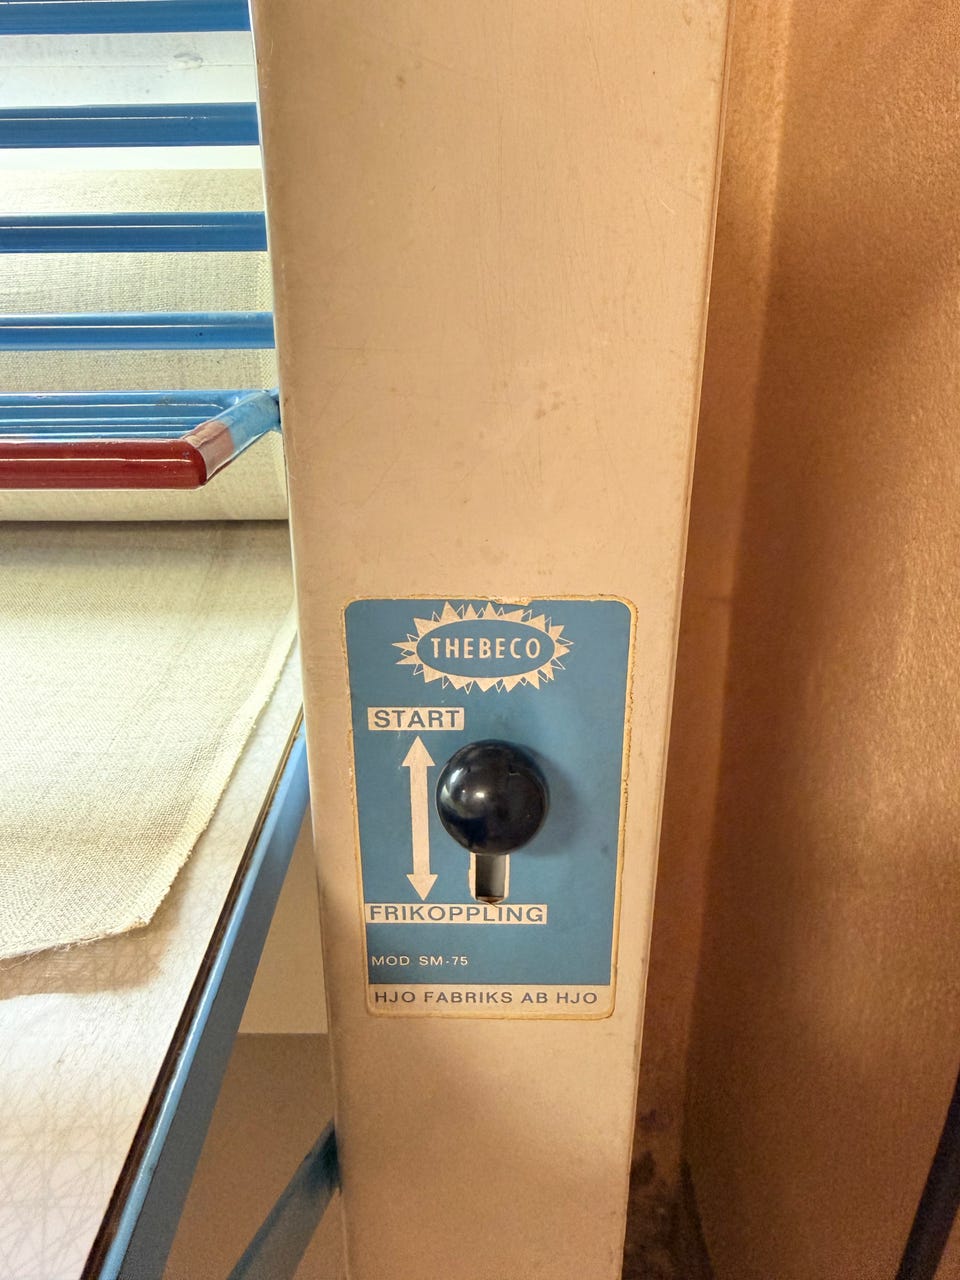 THEBECO
START
FRIKOPPLING
MOD SM-75
HJO FABRIKS AB HJO